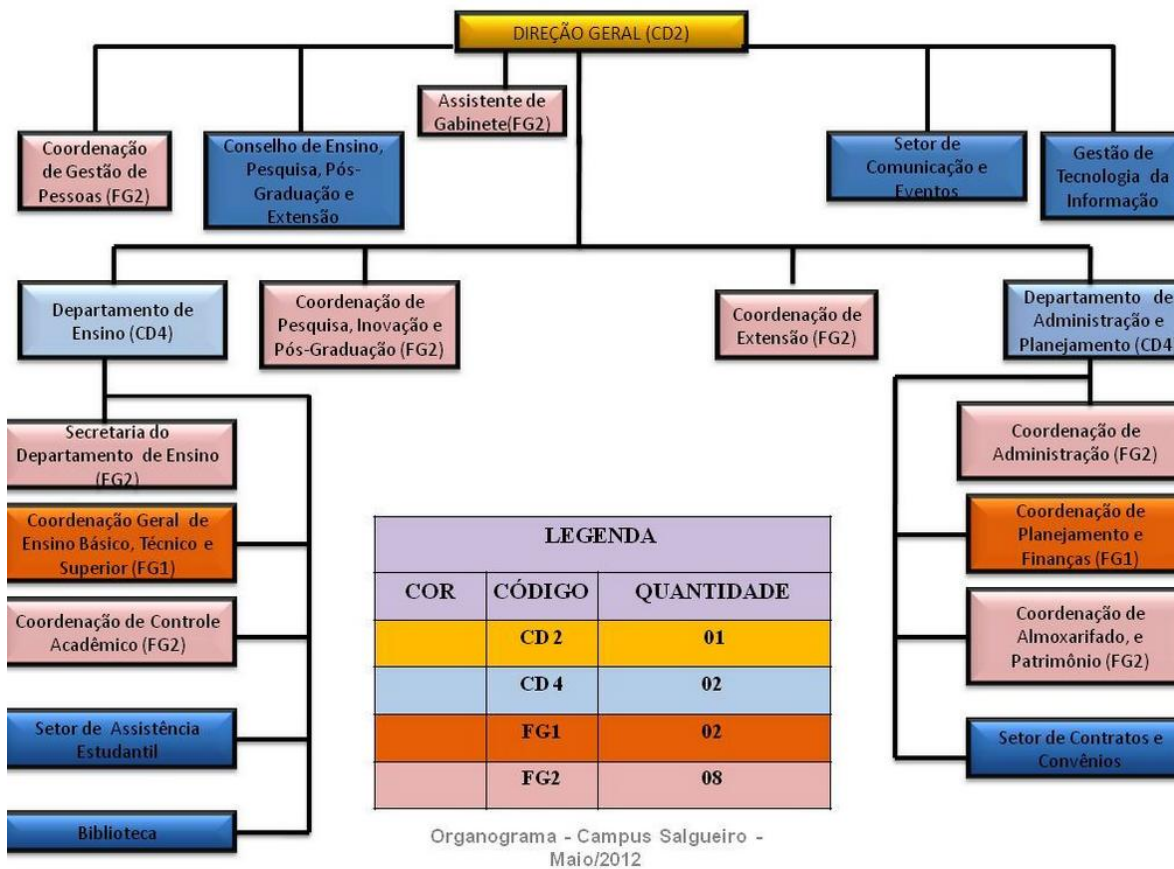 DIREÇÃO GERAL (CD2)
Assistente de
Gabinete(FG2)
Coordenação
de Gestão de
Pessoas (FG2)
Conselho de Ensino,
Pesquisa, Pós-
Graduação e
Extensão
Setor de
Comunicação e
Eventos
Gestão de
Tecnologia da
Informação
Departamento de
Ensino (CD4)
Coordenação de
Pesquisa, Inovação e
Pós-Graduação (FG2)
Coordenação de
Extensão (FG2)
Departamento de
Administração e
Planejamento (CD4
Secretaria do
Departamento de Ensino
(FG2)
Coordenação Geral de
Ensino Básico, Técnico e
Superior (FG1)
Coordenação de Controle
Acadêmico (FG2)
Setor de Assistência
Estudantil
Biblioteca
Coordenação de
Administração (FG2)
Coordenação de
Planejamento e
Finanças (FG1)
Coordenação de
Almoxarifado, e
Patrimônio (FG2)
Setor de Contratos e
Convênios
LEGENDA
COR CÓDIGO QUANTIDADE
CD 2 01
CD 4 02
FG1 02
FG2 08
Organograma - Campus Salgueiro -
Maio/2012